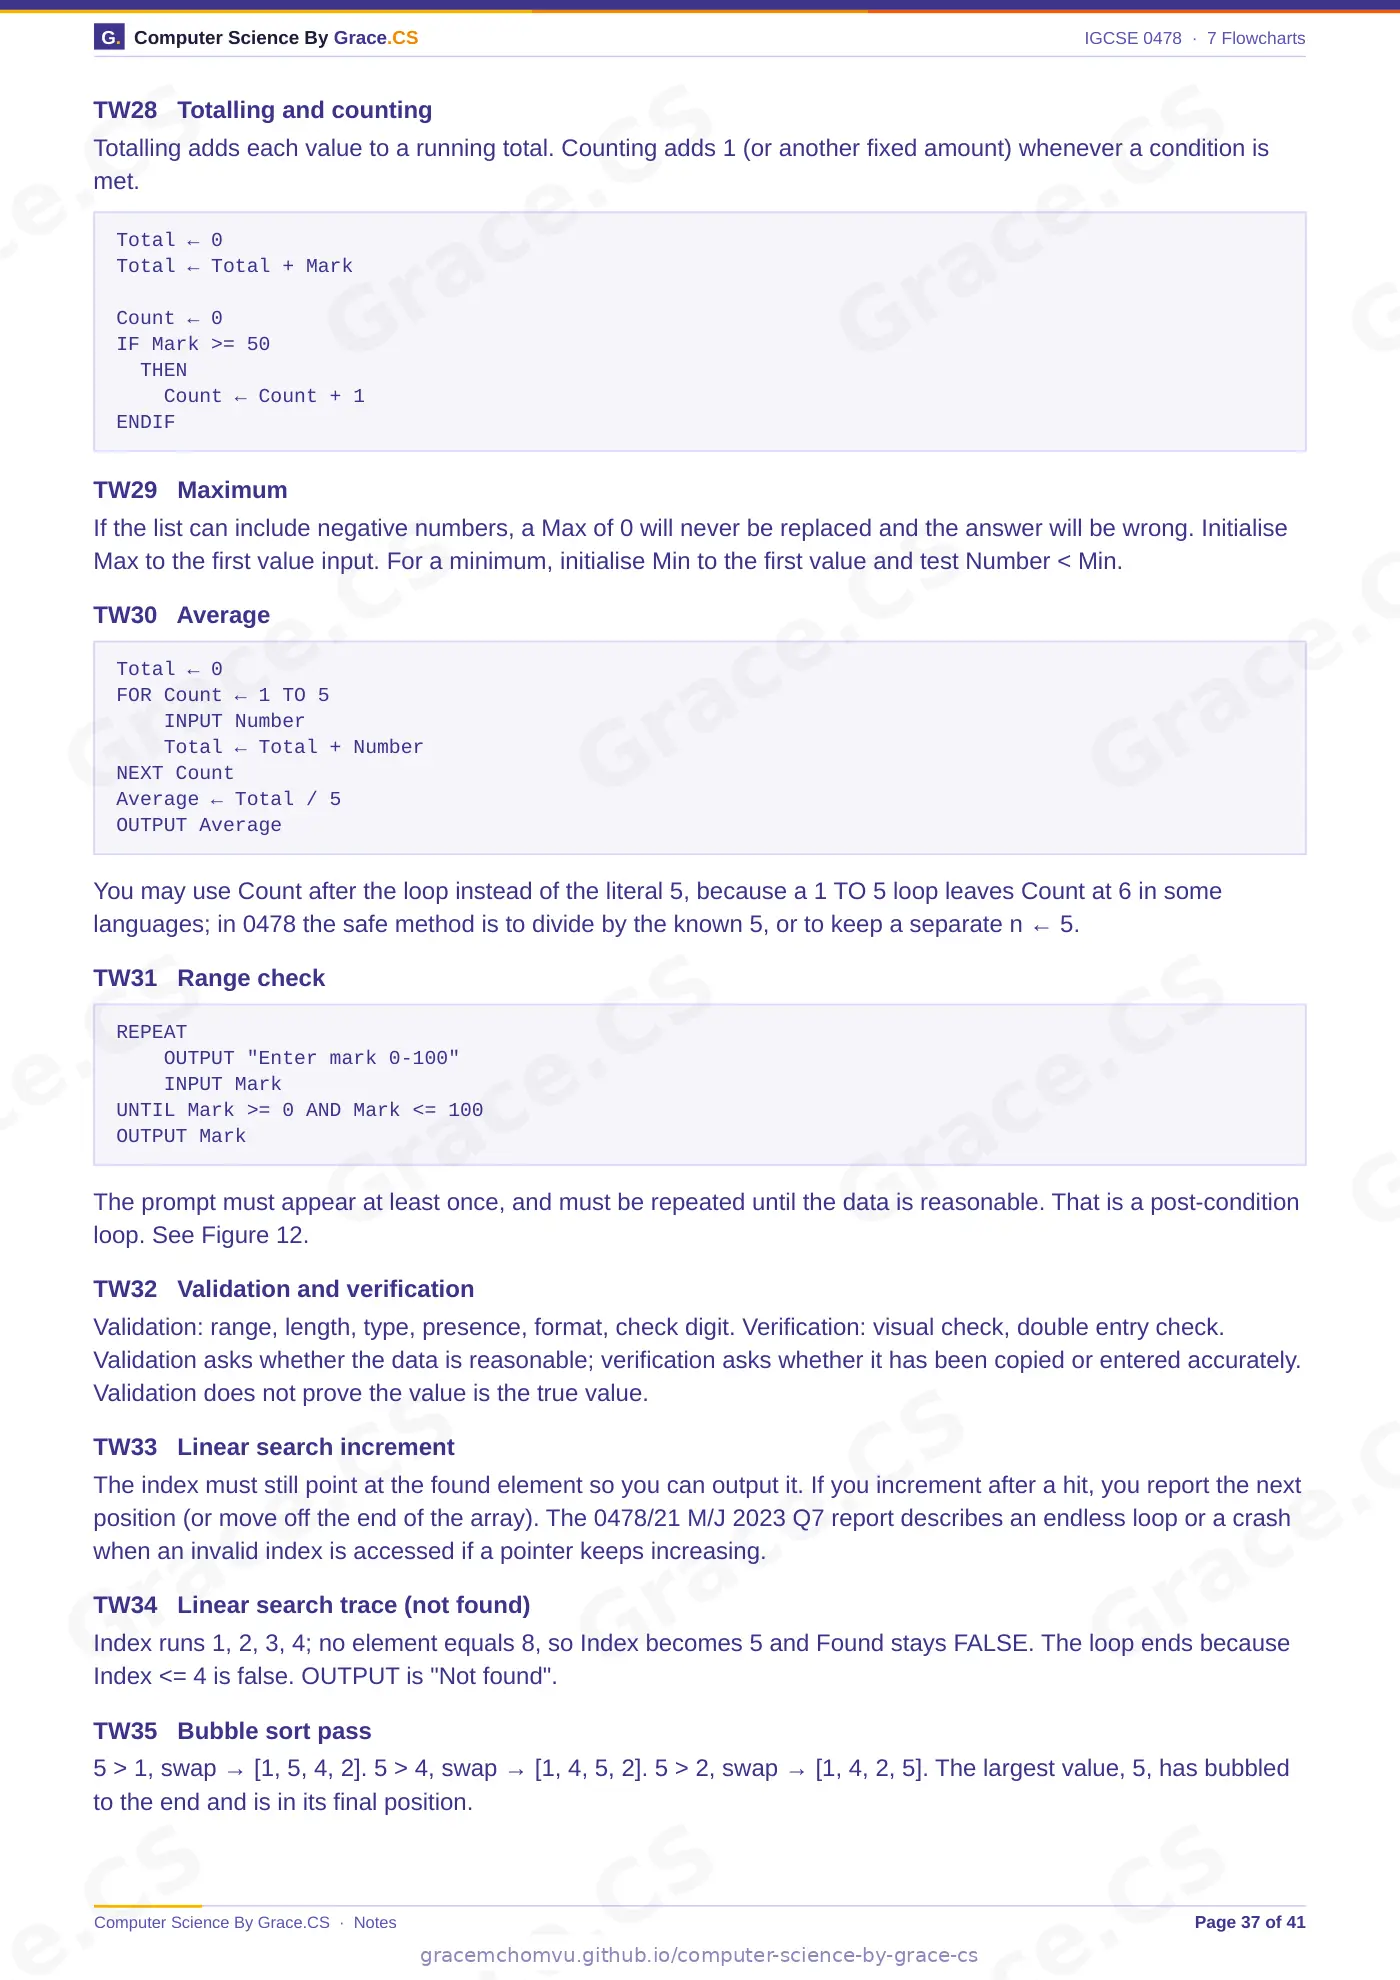 G. Computer Science By Grace.CS
IGCSE 0478 · 7 Flowcharts
TW28 Totalling and counting
Totalling adds each value to a running total. Counting adds 1 (or another fixed amount) whenever a condition is
met.
Total ← 0
Total ← Total + Mark
Count ← 0
IF Mark >= 50
  THEN
    Count ← Count + 1
ENDIF
TW29 Maximum
If the list can include negative numbers, a Max of 0 will never be replaced and the answer will be wrong. Initialise
Max to the first value input. For a minimum, initialise Min to the first value and test Number < Min.
TW30 Average
Total ← 0
FOR Count ← 1 TO 5
    INPUT Number
    Total ← Total + Number
NEXT Count
Average ← Total / 5
OUTPUT Average
You may use Count after the loop instead of the literal 5, because a 1 TO 5 loop leaves Count at 6 in some
languages; in 0478 the safe method is to divide by the known 5, or to keep a separate n ← 5.
TW31 Range check
REPEAT
    OUTPUT "Enter mark 0-100"
    INPUT Mark
UNTIL Mark >= 0 AND Mark <= 100
OUTPUT Mark
The prompt must appear at least once, and must be repeated until the data is reasonable. That is a post-condition
loop. See Figure 12.
TW32 Validation and verification
Validation: range, length, type, presence, format, check digit. Verification: visual check, double entry check.
Validation asks whether the data is reasonable; verification asks whether it has been copied or entered accurately.
Validation does not prove the value is the true value.
TW33 Linear search increment
The index must still point at the found element so you can output it. If you increment after a hit, you report the next
position (or move off the end of the array). The 0478/21 M/J 2023 Q7 report describes an endless loop or a crash
when an invalid index is accessed if a pointer keeps increasing.
TW34 Linear search trace (not found)
Index runs 1, 2, 3, 4; no element equals 8, so Index becomes 5 and Found stays FALSE. The loop ends because
Index <= 4 is false. OUTPUT is "Not found".
TW35 Bubble sort pass
5 > 1, swap → [1, 5, 4, 2]. 5 > 4, swap → [1, 4, 5, 2]. 5 > 2, swap → [1, 4, 2, 5]. The largest value, 5, has bubbled
to the end and is in its final position.
Computer Science By Grace.CS · Notes
Page 37 of 41
gracemchomvu.github.io/computer-science-by-grace-cs